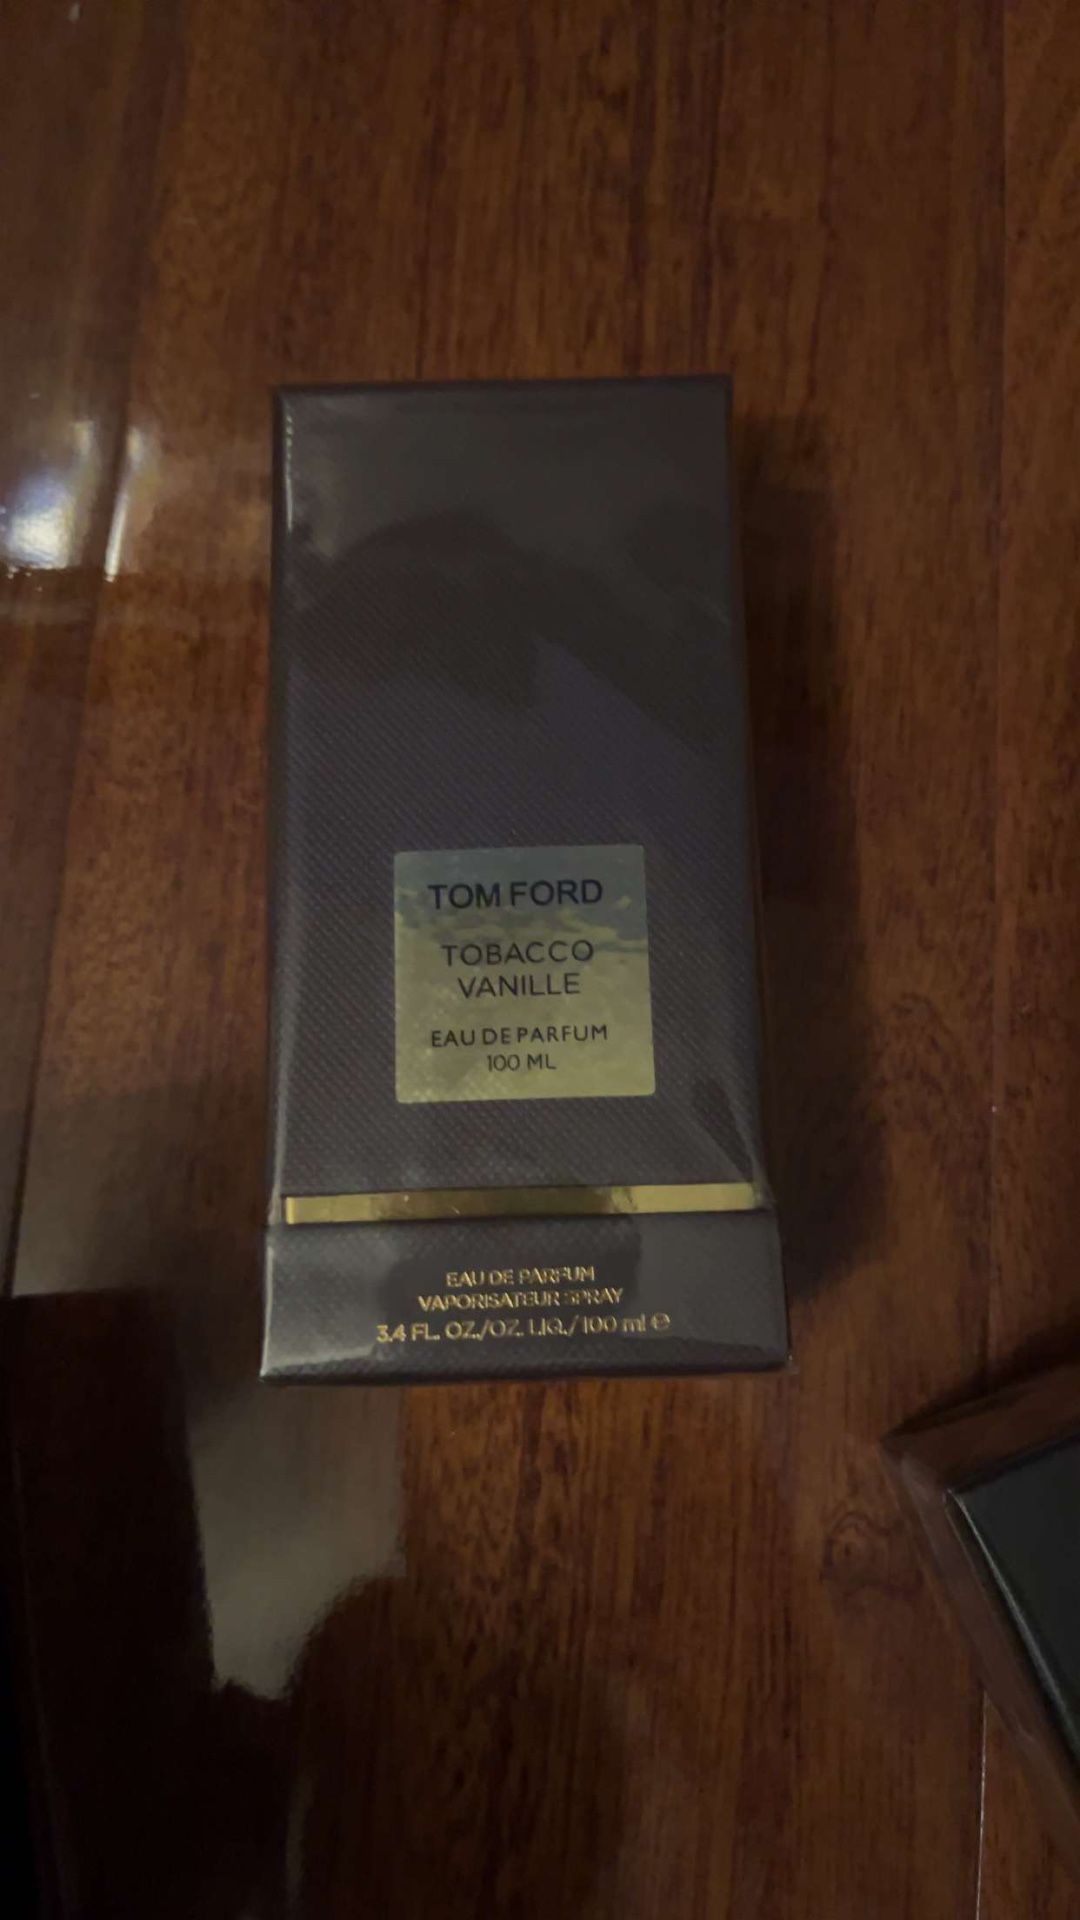 TOM FORD
TOBACCO
VANILLE
EAU DE PARFUM
100 ML
EAU DE PARFUM
VAPORISATEUR SPRAY
3.4 FL. OZ./OZ. LIQ./100 ml ℮